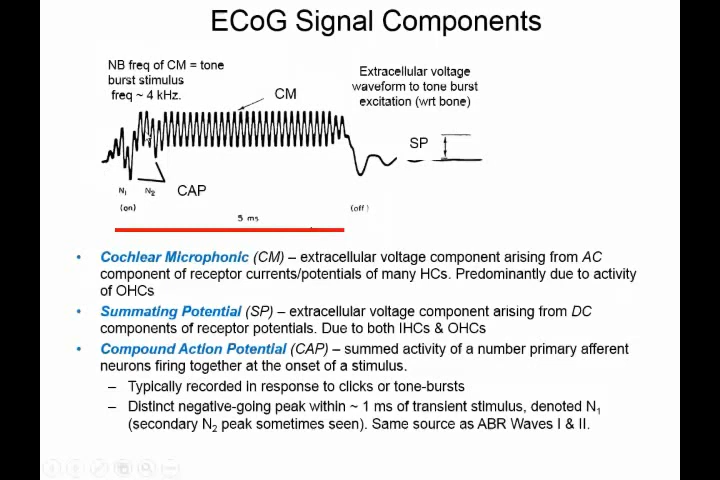 ECoG Signal Components
NB freq of CM = tone
burst stimulus
freq ~ 4 kHz.
CM
Extracellular voltage
waveform to tone burst
excitation (wrt bone)
SP
N1
N2
CAP
(on)
(off)
5 ms
• Cochlear Microphonic (CM) – extracellular voltage component arising from AC
component of receptor currents/potentials of many HCs. Predominantly due to activity
of OHCs
• Summating Potential (SP) – extracellular voltage component arising from DC
components of receptor potentials. Due to both IHCs & OHCs
• Compound Action Potential (CAP) – summed activity of a number primary afferent
neurons firing together at the onset of a stimulus.
– Typically recorded in response to clicks or tone-bursts
– Distinct negative-going peak within ~ 1 ms of transient stimulus, denoted N1
(secondary N2 peak sometimes seen). Same source as ABR Waves I & II.